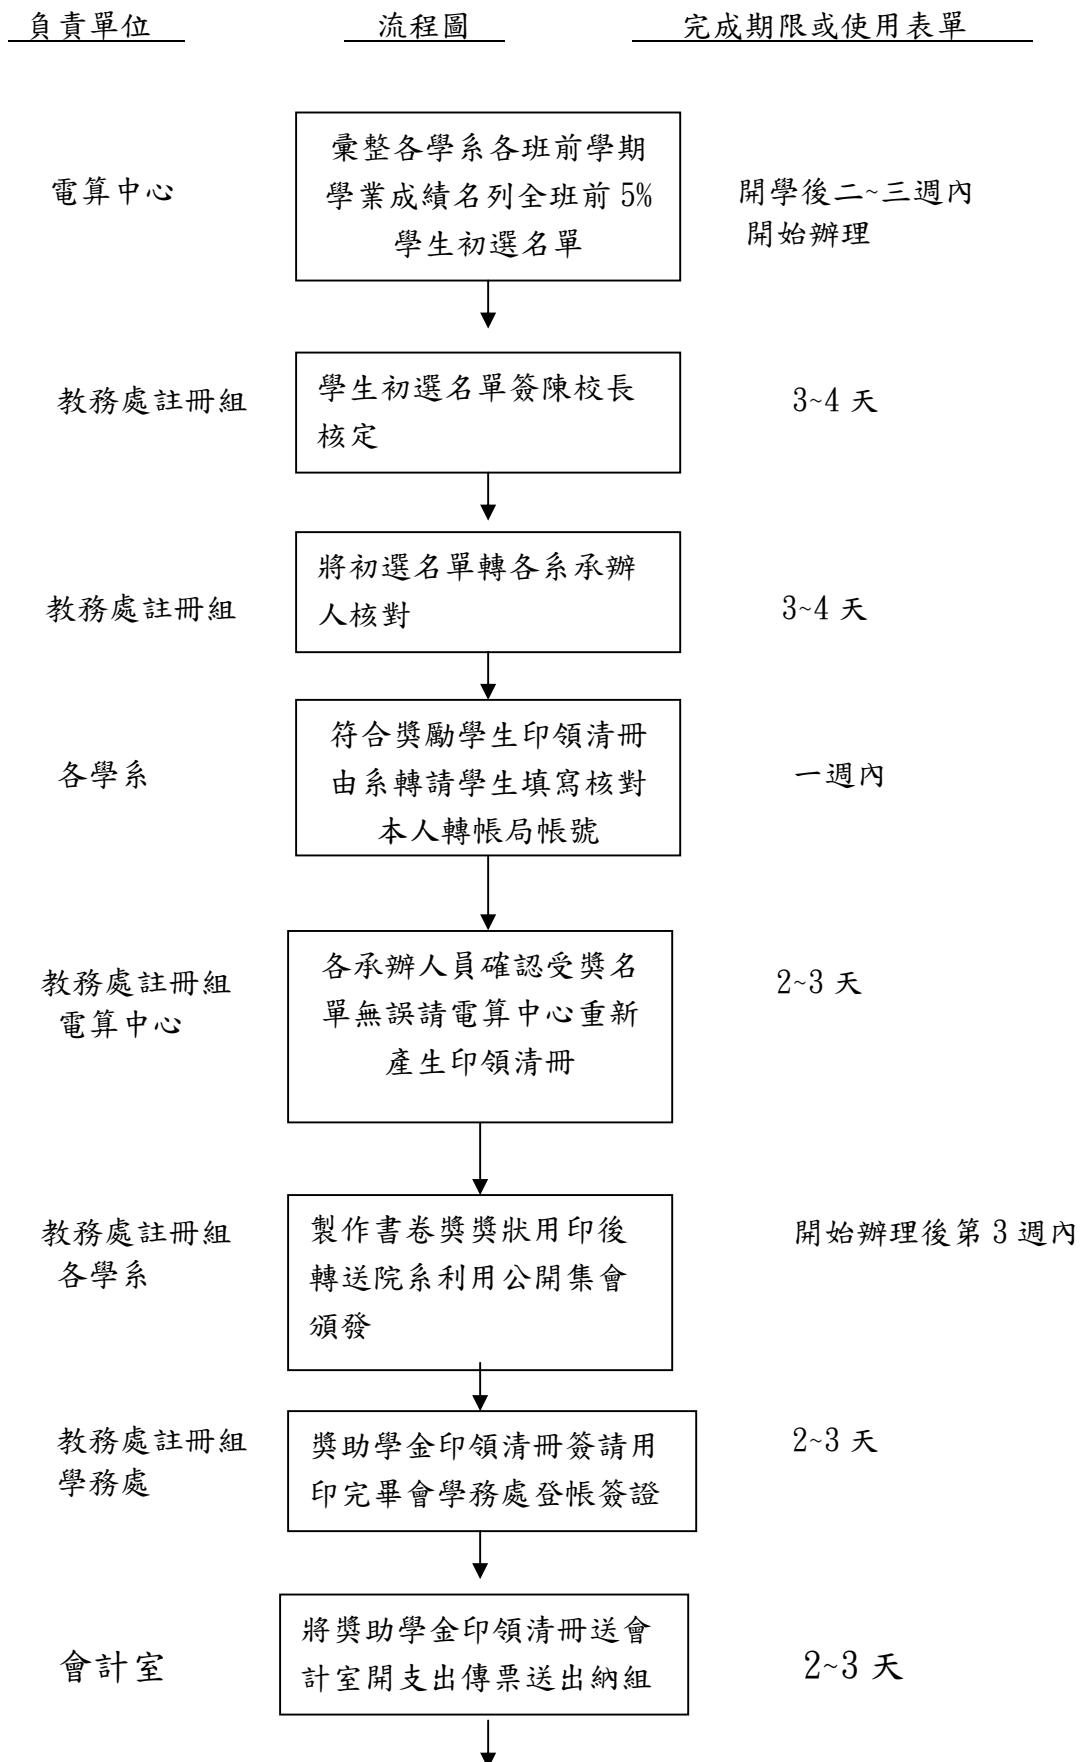 負責單位 流程圖 完成期限或使用表單
彙整各學系各班前學期
電算中心 學業成績名列全班前 5% 開學後二~三週內
學生初選名單 開始辦理
教務處註冊組 學生初選名單簽陳校長 3~4 天
核定
將初選名單轉各系承辦
教務處註冊組 人核對 3~4 天
符合獎勵學生印領清冊
各學系 由系轉請學生填寫核對 一週內
本人轉帳局帳號
各承辦人員確認受獎名
教務處註冊組 單無誤請電算中心重新 2~3 天
電算中心 產生印領清冊
教務處註冊組 製作書卷獎獎狀用印後 開始辦理後第 3 週內
各學系 轉送院系利用公開集會
頒發
教務處註冊組 獎助學金印領清冊簽請用 2~3 天
學務處 印完畢會學務處登帳簽證
將獎助學金印領清冊送會
會計室 計室開支出傳票送出納組 2~3 天